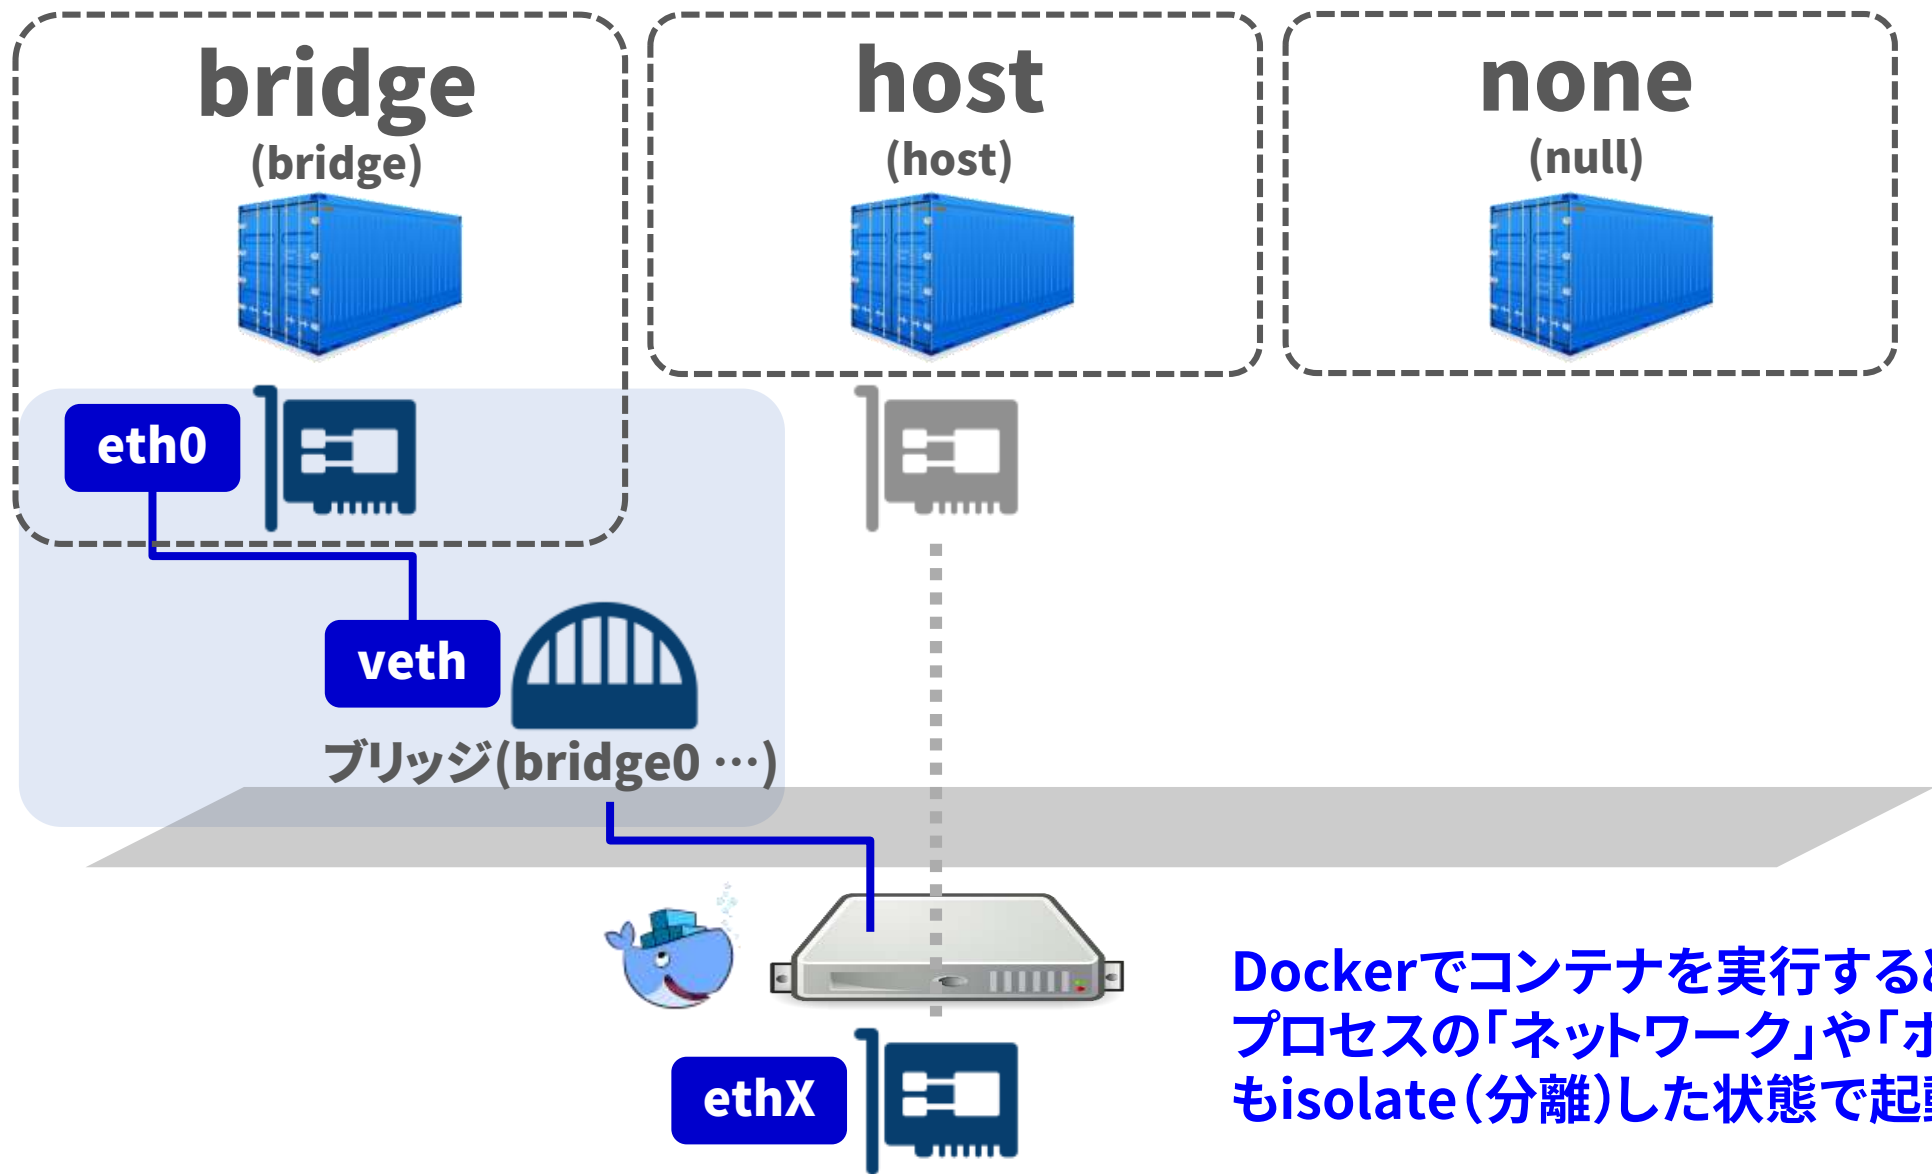 bridge
(bridge)
host
(host)
none
(null)
eth0
veth
ブリッジ(bridge0 …)
ethX
Dockerでコンテナを実行すると
プロセスの「ネットワーク」や「ホ
もisolate（分離）した状態で起動